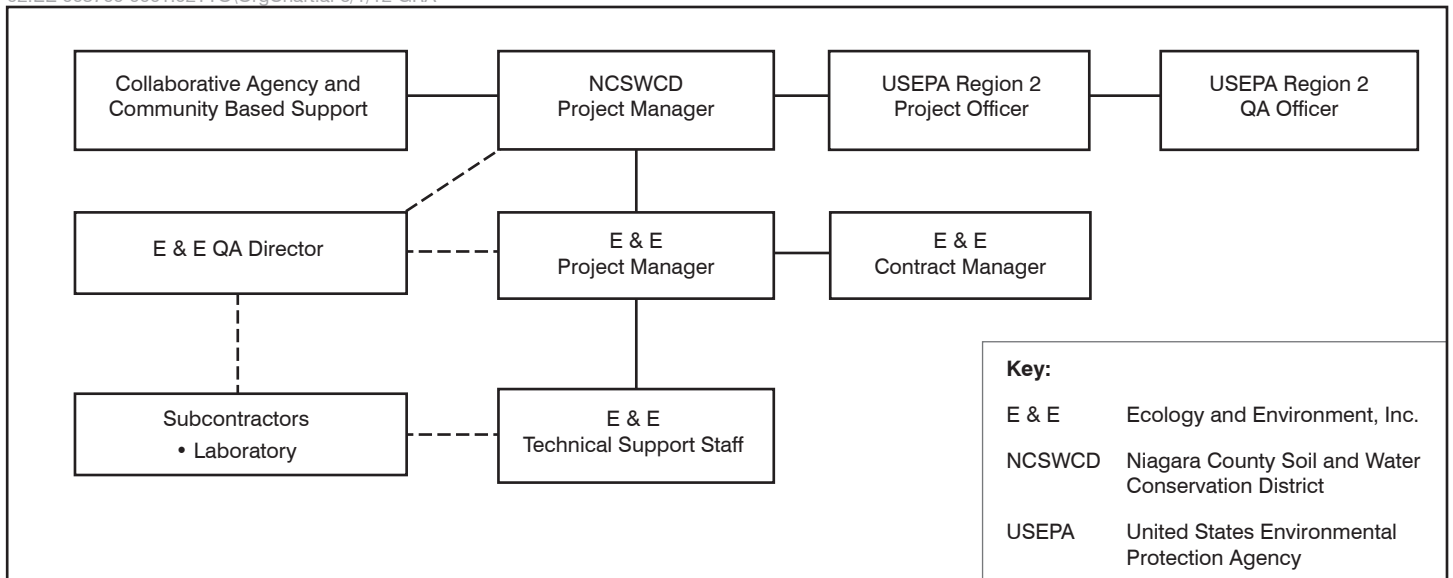 Collaborative Agency and
Community Based Support
NCSWCD
Project Manager
USEPA Region 2
Project Officer
USEPA Region 2
QA Officer
E & E QA Director
E & E
Project Manager
E & E
Contract Manager
Subcontractors
• Laboratory
E & E
Technical Support Staff
Key:
E & E Ecology and Environment, Inc.
NCSWCD Niagara County Soil and Water
Conservation District
USEPA United States Environmental
Protection Agency